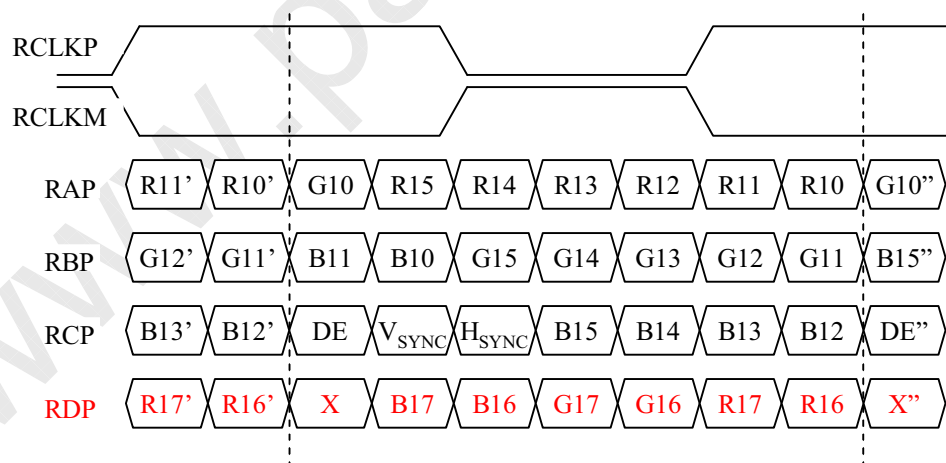 RCLKP
RCLKM
RAP R11’ R10’ G10 R15 R14 R13 R12 R11 R10 G10”
RBP G12’ G11’ B11 B10 G15 G14 G13 G12 G11 B15”
RCP B13’ B12’ DE VSYNC HSYNC B15 B14 B13 B12 DE”
RDP R17’ R16’ X B17 B16 G17 G16 R17 R16 X”
www.pa